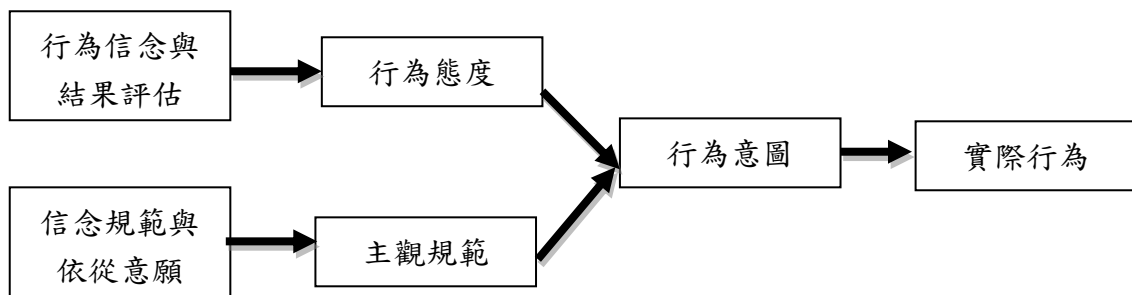 行為信念與
結果評估
行為態度
行為意圖
實際行為
信念規範與
依從意願
主觀規範